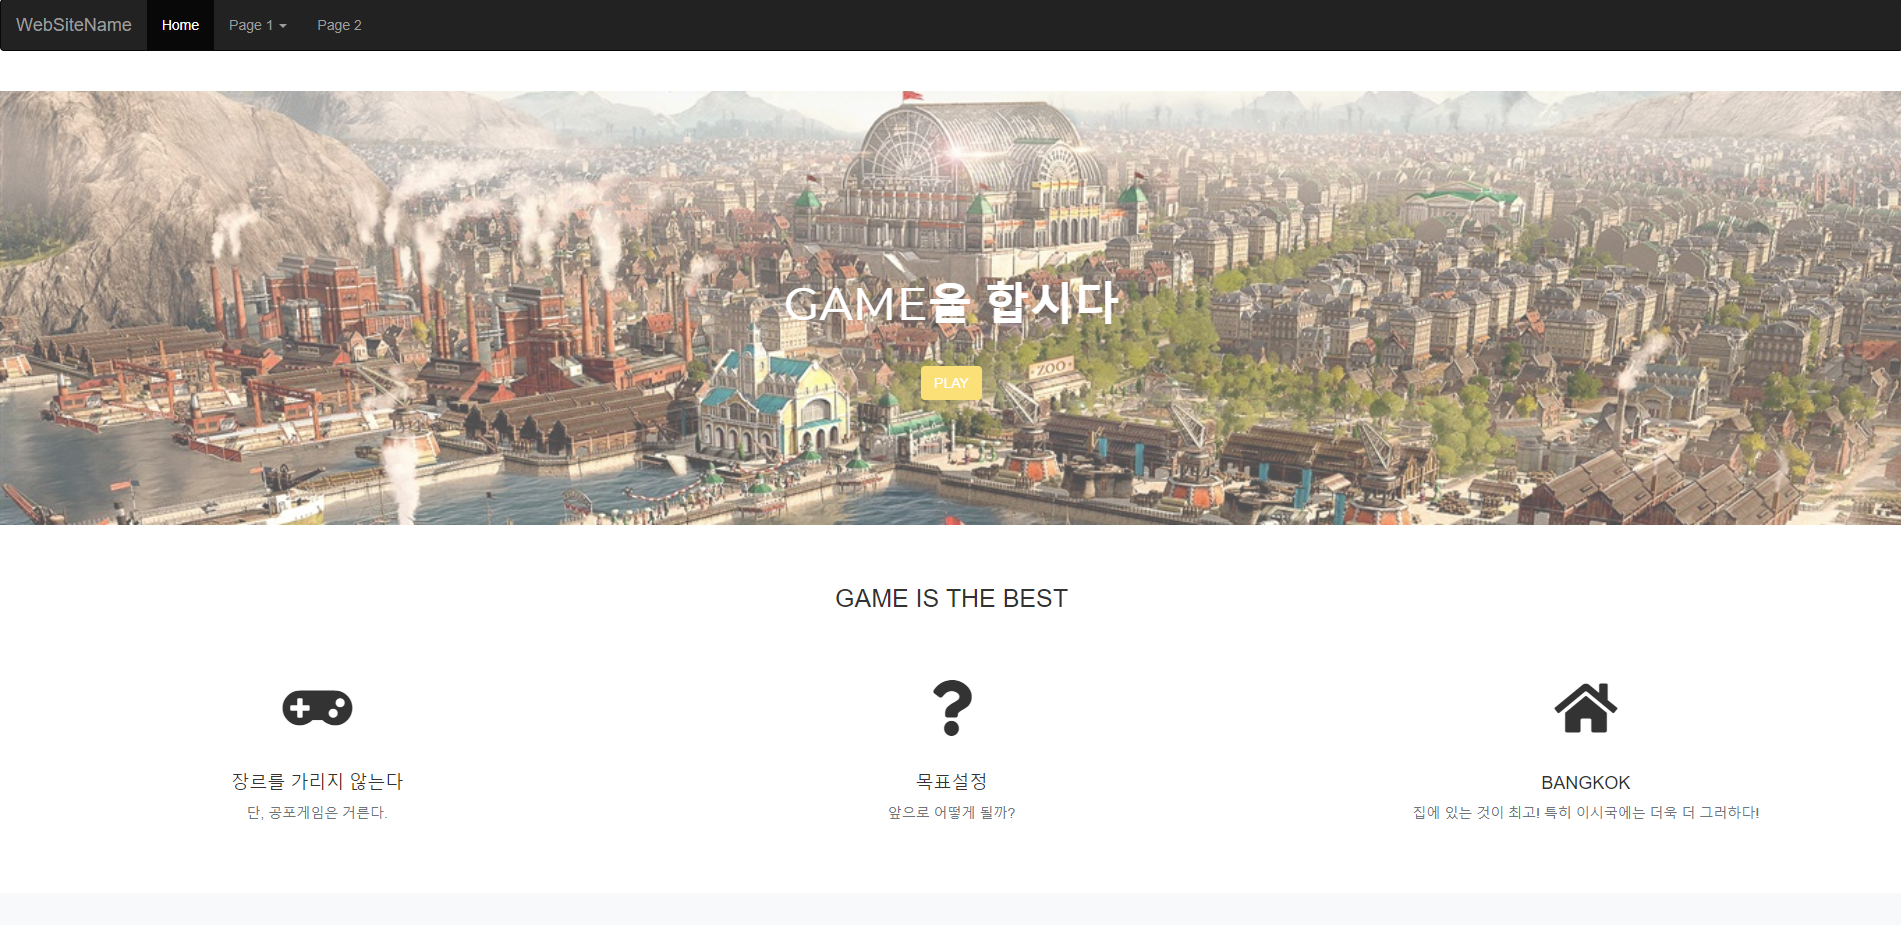 WebSiteName Home Page 1 Page 2
GAME을 합시다
ZOO
PLAY
GAME IS THE BEST
장르를 가리지 않는다
단, 공포게임은 거른다.
목표설정
앞으로 어떻게 될까?
BANGKOK
집에 있는 것이 최고! 특히 이시국에는 더욱 더 그러하다!